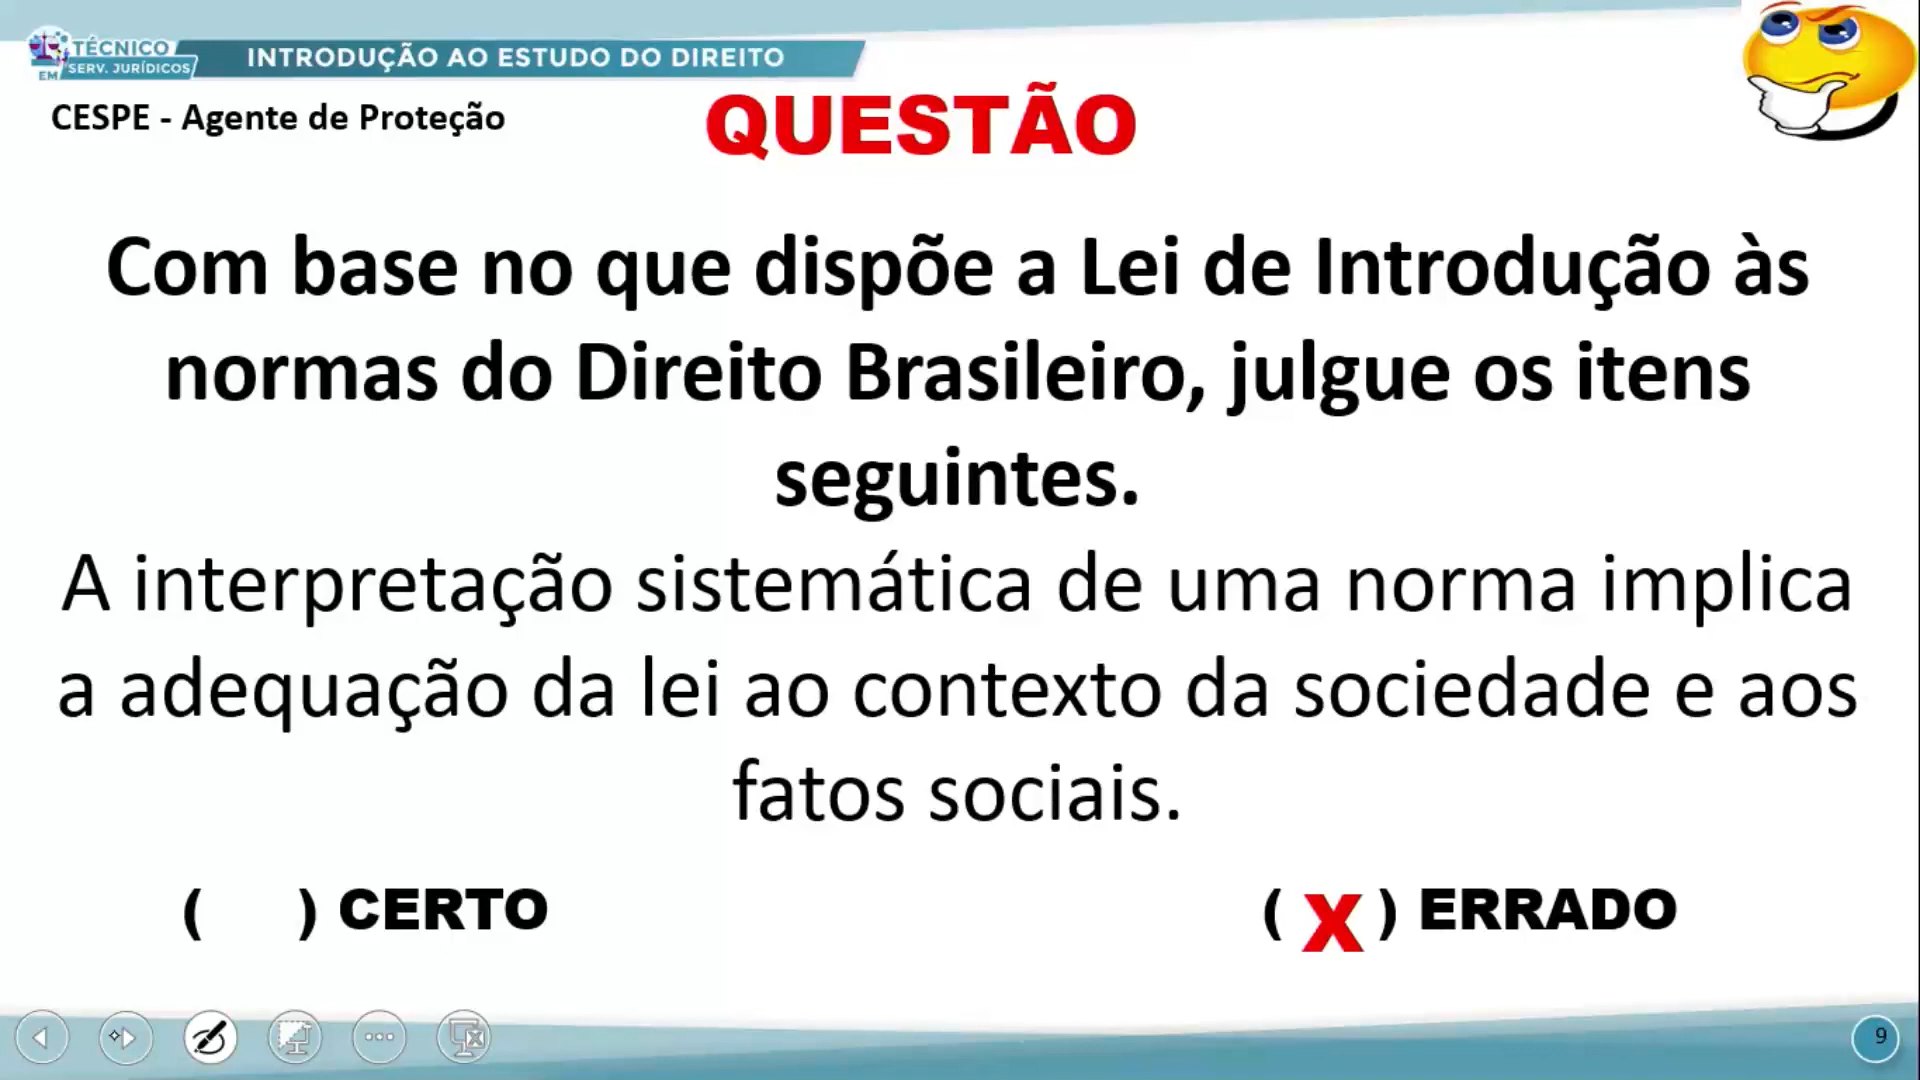 TÉCNICO
EM SERV. JURÍDICOS
INTRODUÇÃO AO ESTUDO DO DIREITO
CESPE - Agente de Proteção
QUESTÃO
Com base no que dispõe a Lei de Introdução às
normas do Direito Brasileiro, julgue os itens
seguintes.
A interpretação sistemática de uma norma implica
a adequação da lei ao contexto da sociedade e aos
fatos sociais.
( ) CERTO
( X ) ERRADO
9